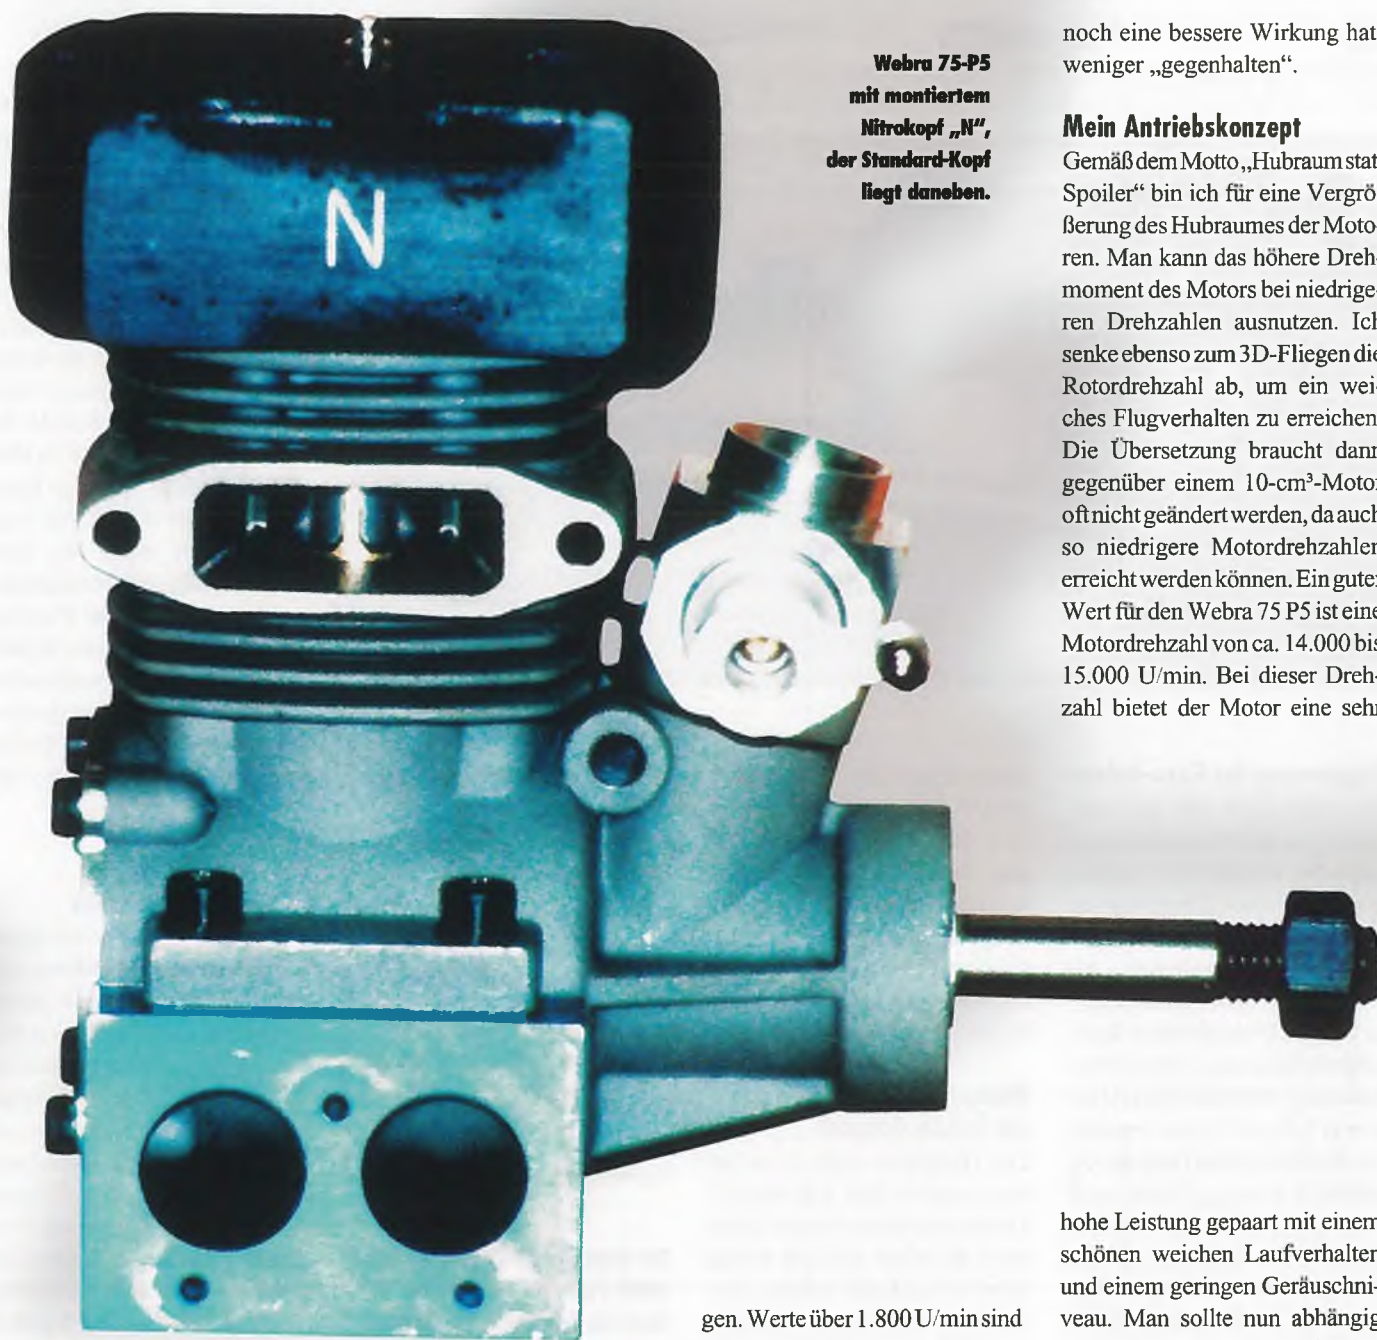 Webra 75-P5
mit montiertem
Nitrokopf „N“,
der Standard-Kopf
liegt daneben.
N
gen. Werte über 1.800 U/min sind
noch eine bessere Wirkung hat
weniger „gegenhalten“.
Mein Antriebskonzept
Gemäß dem Motto „Hubraum stat
Spoiler“ bin ich für eine Vergrö-
ßerung des Hubraumes der Moto-
ren. Man kann das höhere Dreh-
moment des Motors bei niedrige-
ren Drehzahlen ausnutzen. Ich
senke ebenso zum 3D-Fliegen die
Rotordrehzahl ab, um ein wei-
ches Flugverhalten zu erreichen.
Die Übersetzung braucht dann
gegenüber einem 10-cm³-Motor
oft nicht geändert werden, da auch
so niedrigere Motordrehzahlen
erreicht werden können. Ein guter
Wert für den Webra 75 P5 ist eine
Motordrehzahl von ca. 14.000 bis
15.000 U/min. Bei dieser Dreh-
zahl bietet der Motor eine sehr
hohe Leistung gepaart mit einem
schönen weichen Laufverhalten
und einem geringen Geräuschni-
veau. Man sollte nun abhängig